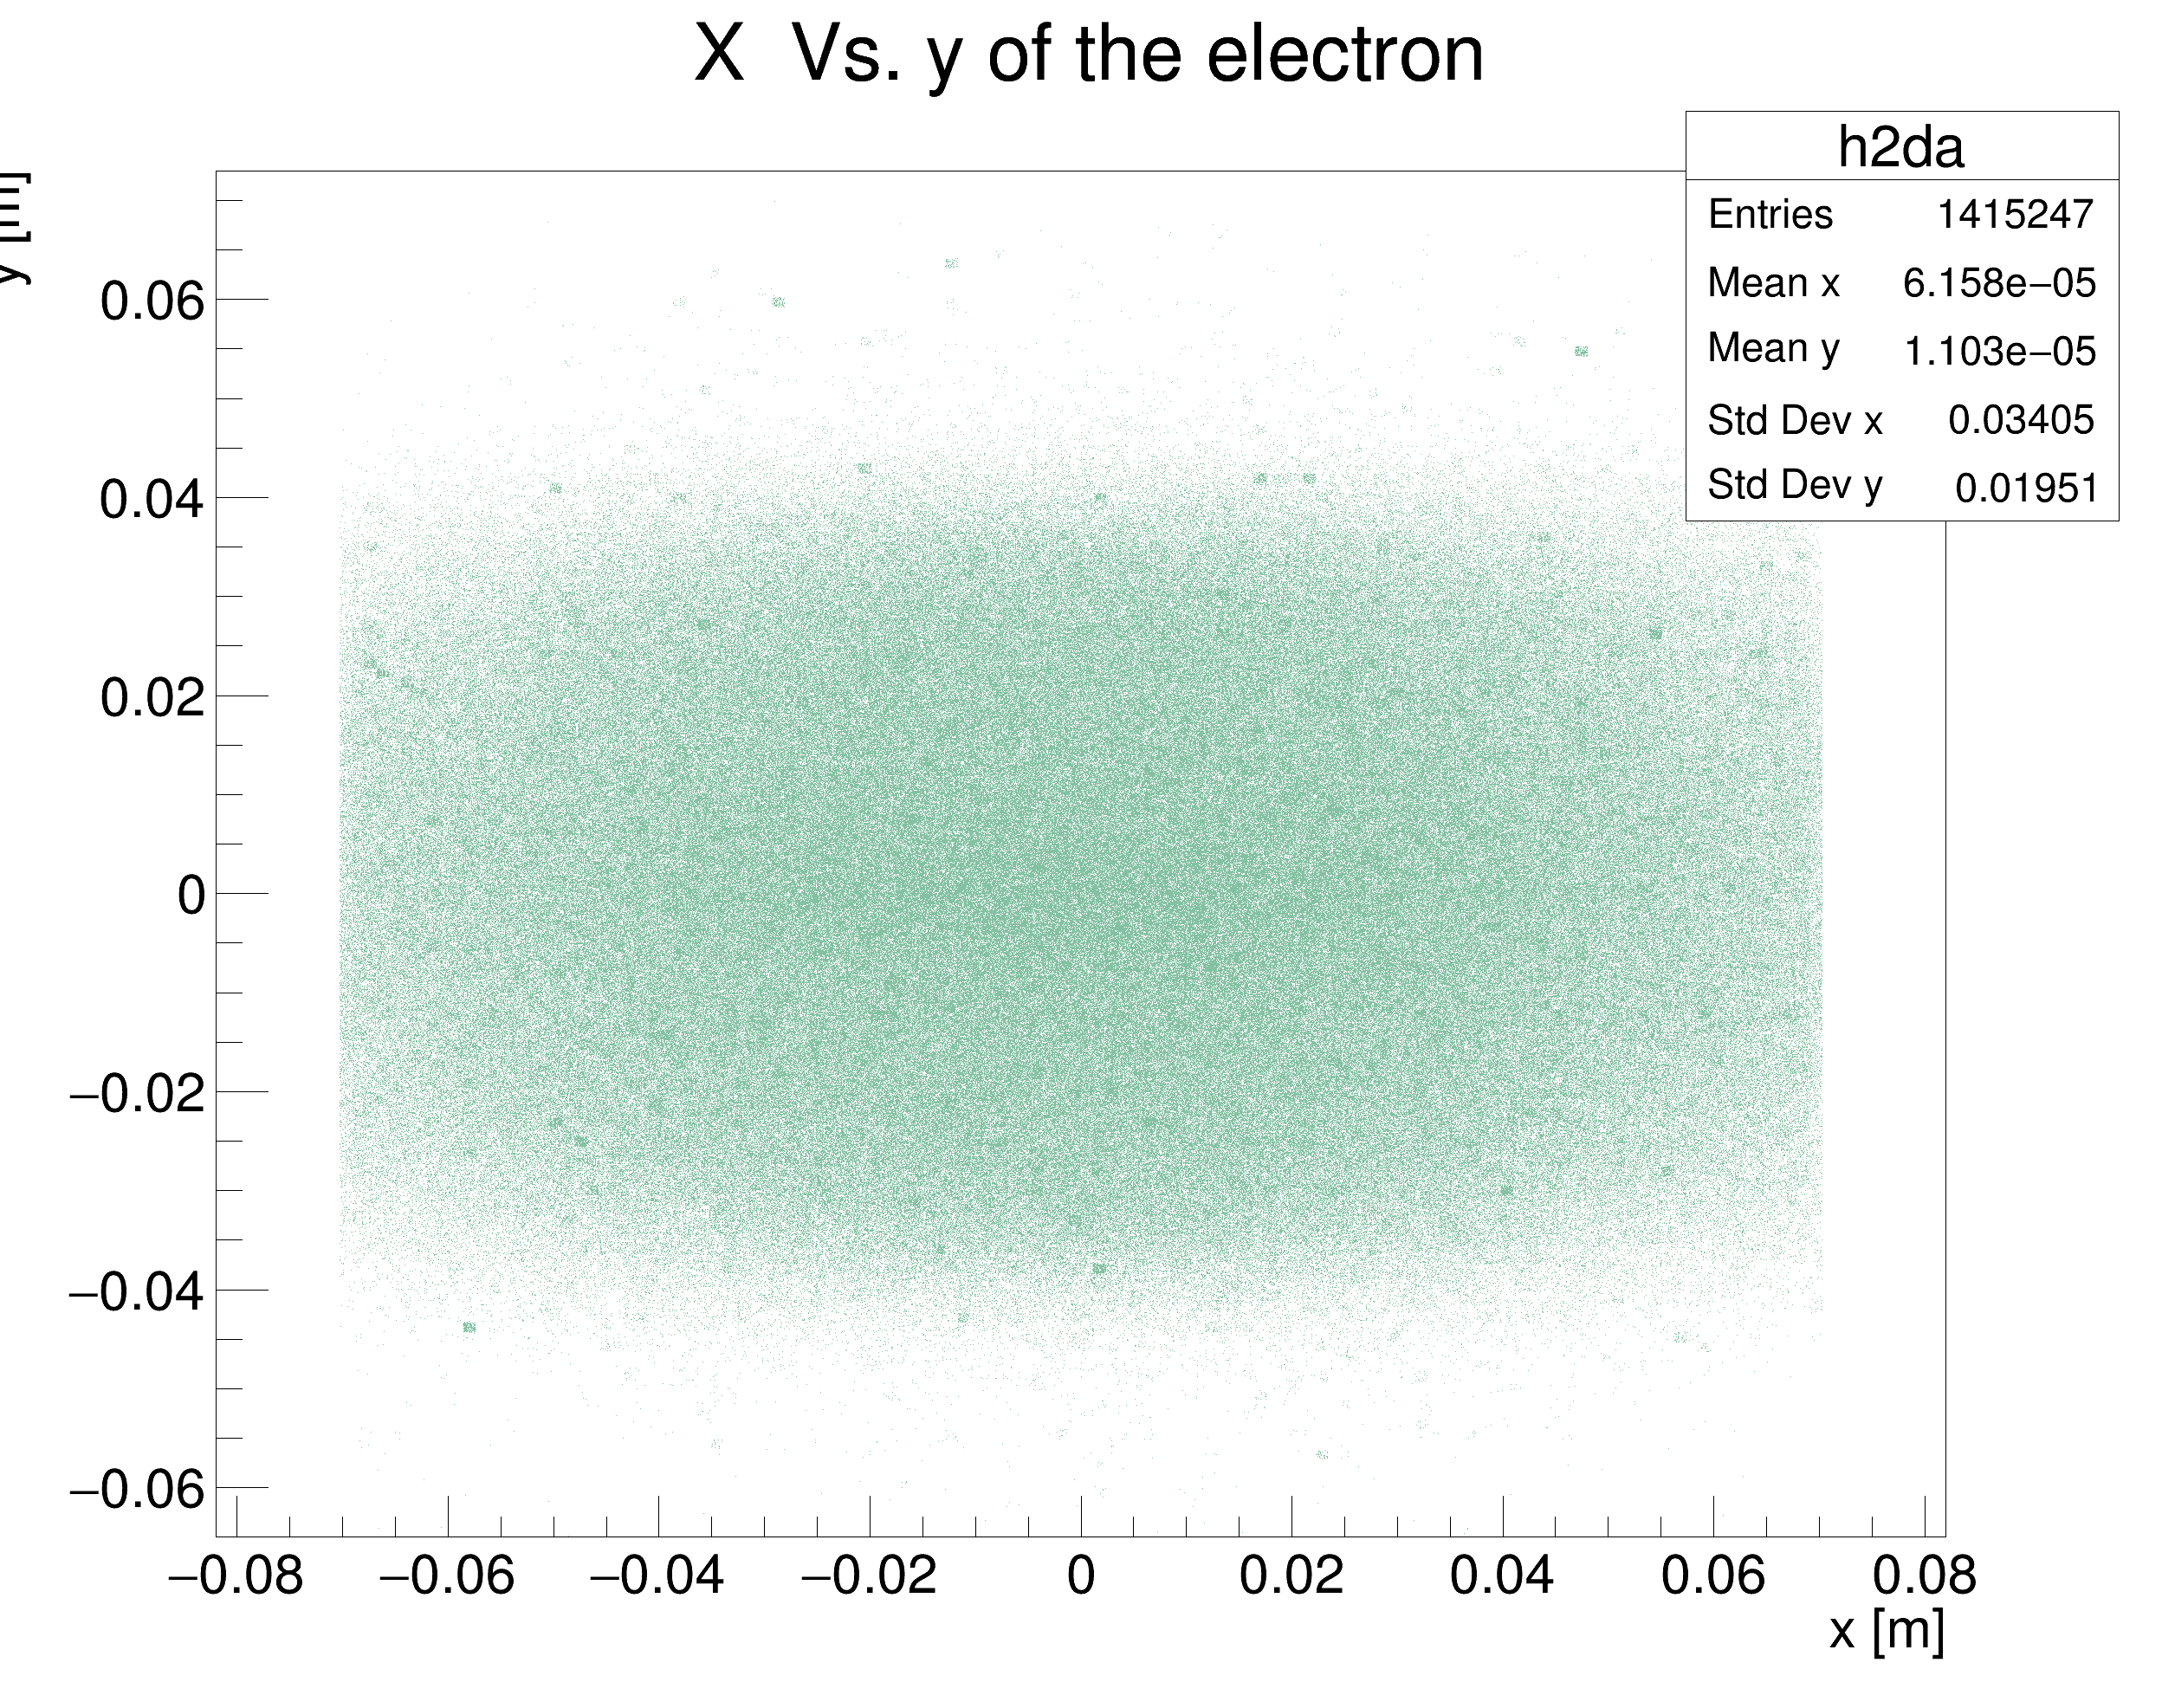 X Vs. y of the electron
h2da
Entries 1415247
Mean x 6.158e−05
Mean y 1.103e−05
Std Dev x 0.03405
Std Dev y 0.01951
y [m]
0.06
0.04
0.02
0
−0.02
−0.04
−0.06
−0.08 −0.06 −0.04 −0.02 0 0.02 0.04 0.06 0.08
x [m]